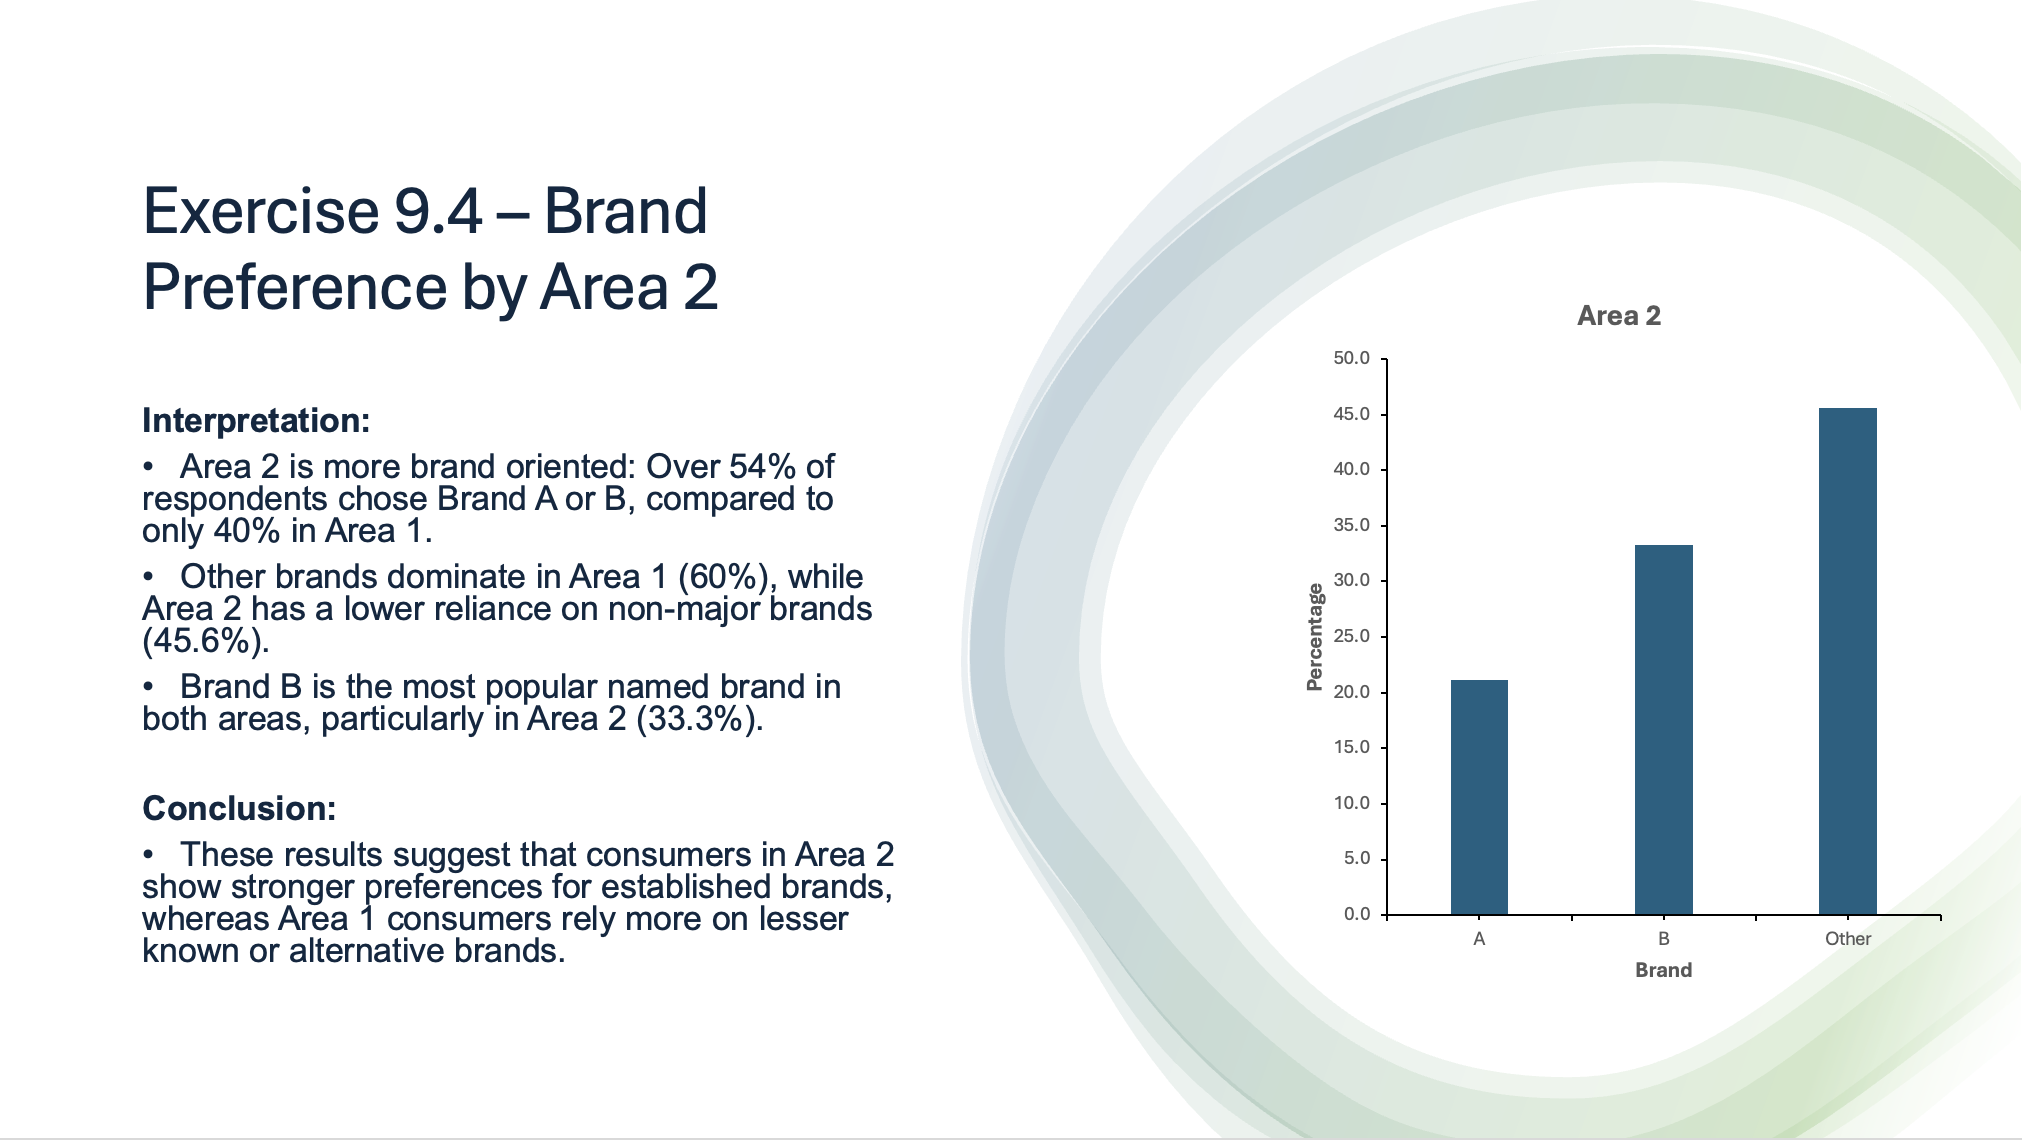 Exercise 9.4 – Brand
Preference by Area 2
Interpretation:
• Area 2 is more brand oriented: Over 54% of
respondents chose Brand A or B, compared to
only 40% in Area 1.
• Other brands dominate in Area 1 (60%), while
Area 2 has a lower reliance on non-major brands
(45.6%).
• Brand B is the most popular named brand in
both areas, particularly in Area 2 (33.3%).
Conclusion:
• These results suggest that consumers in Area 2
show stronger preferences for established brands,
whereas Area 1 consumers rely more on lesser
known or alternative brands.
Area 2
Percentage
50.0
45.0
40.0
35.0
30.0
25.0
20.0
15.0
10.0
5.0
0.0
A B Other
Brand